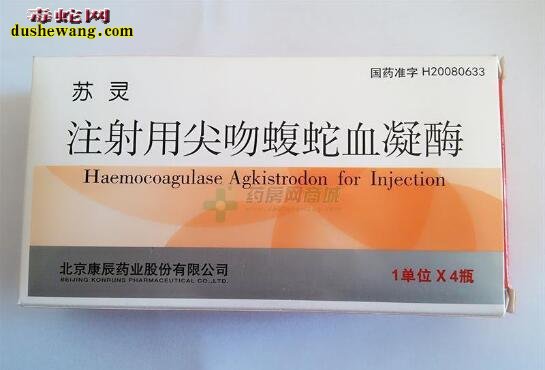 毒蛇网
dushewang.com
国药准字 H20080633
苏灵
注射用尖吻蝮蛇血凝酶
Haemocoagulase Agkistrodon for Injection
药房网商城
北京康辰药业股份有限公司
BEIJING KONRUNS PHARMACEUTICAL CO.,LTD.
1单位 X 4瓶